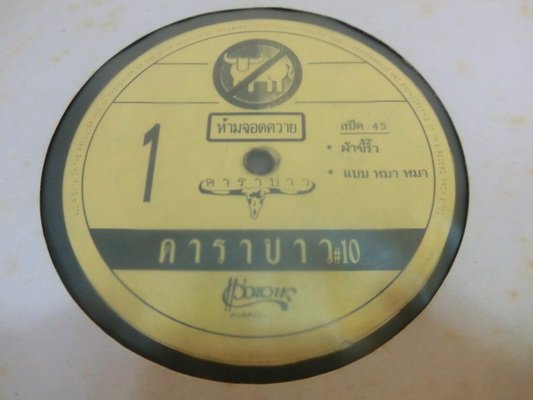 ห้ามจอดควาย
1
สปีด 45
• ผ้าขี้ริ้ว
• แบบ หมา หมา
คาราบาว
คาราบาว#10